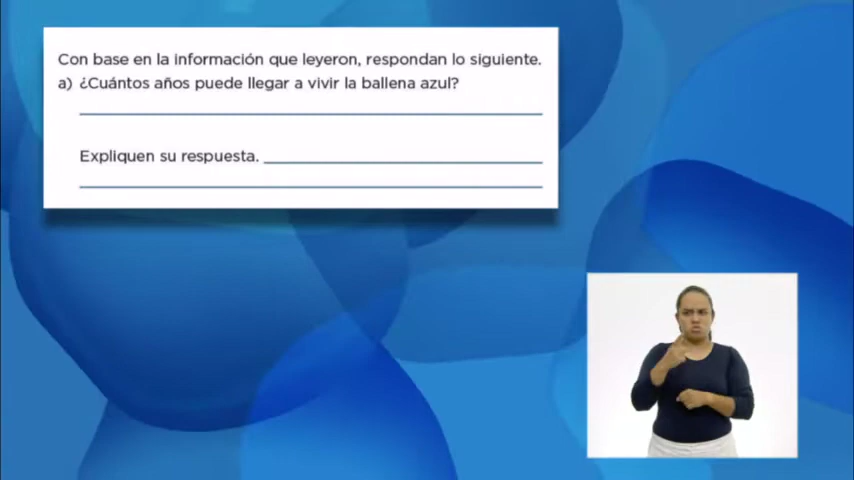 Con base en la información que leyeron, respondan lo siguiente.
a) ¿Cuántos años puede llegar a vivir la ballena azul?
Expliquen su respuesta.